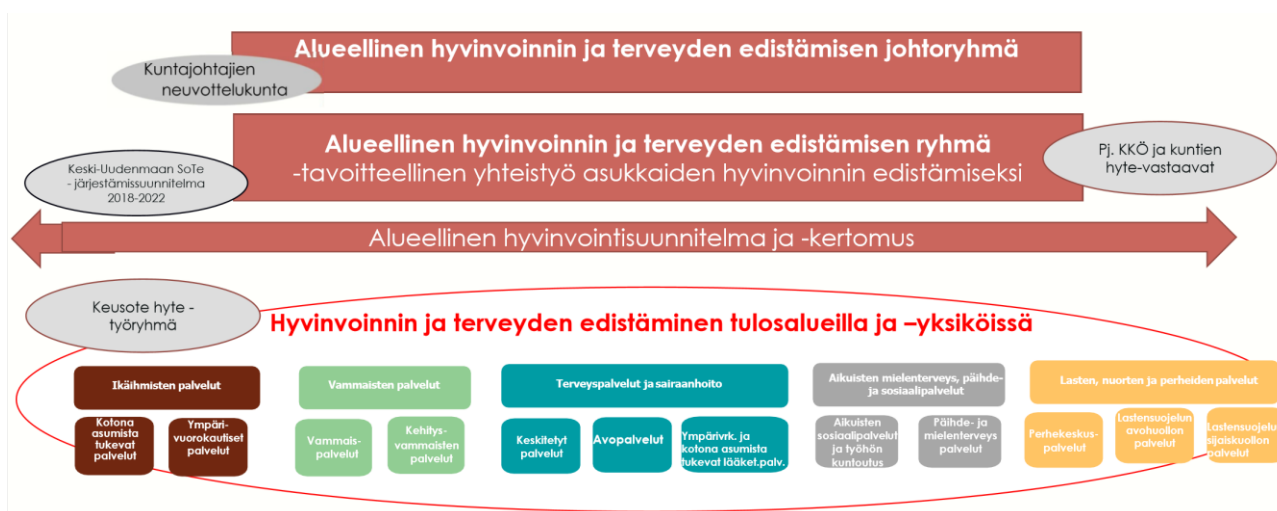 Alueellinen hyvinvoinnin ja terveyden edistämisen johtoryhmä
Kuntajohtajien
neuvottelukunta
Alueellinen hyvinvoinnin ja terveyden edistämisen ryhmä
-tavoitteellinen yhteistyö asukkaiden hyvinvoinnin edistämiseksi
Keski-Uudenmaan SoTe
- järjestämissuunnitelma
2018-2022
Pj. KKÖ ja kuntien
hyte-vastaavat
Alueellinen hyvinvointisuunnitelma ja -kertomus
Keusote hyte -
työryhmä
Hyvinvoinnin ja terveyden edistäminen tulosalueilla ja –yksiköissä
Ikäihmisten palvelut
Kotona
asumista
tukevat
palvelut
Ympäri-
vuorokautiset
palvelut
Vammaisten palvelut
Vammais-
palvelut
Kehitys-
vammaisten
palvelut
Terveyspalvelut ja sairaanhoito
Keskitetyt
palvelut
Avopalvelut
Ympärivrk. ja
kotona asumista
tukevat lääket.palv.
Aikuisten mielenterveys, päihde-
ja sosiaalipalvelut
Aikuisten
sosiaalipalvelut
ja työhön
kuntoutus
Päihde- ja
mielenterveys
palvelut
Lasten, nuorten ja perheiden palvelut
Perhekeskus-
palvelut
Lastensuojelun
avohuollon
palvelut
Lastensuojelu
sijaishuollon
palvelut